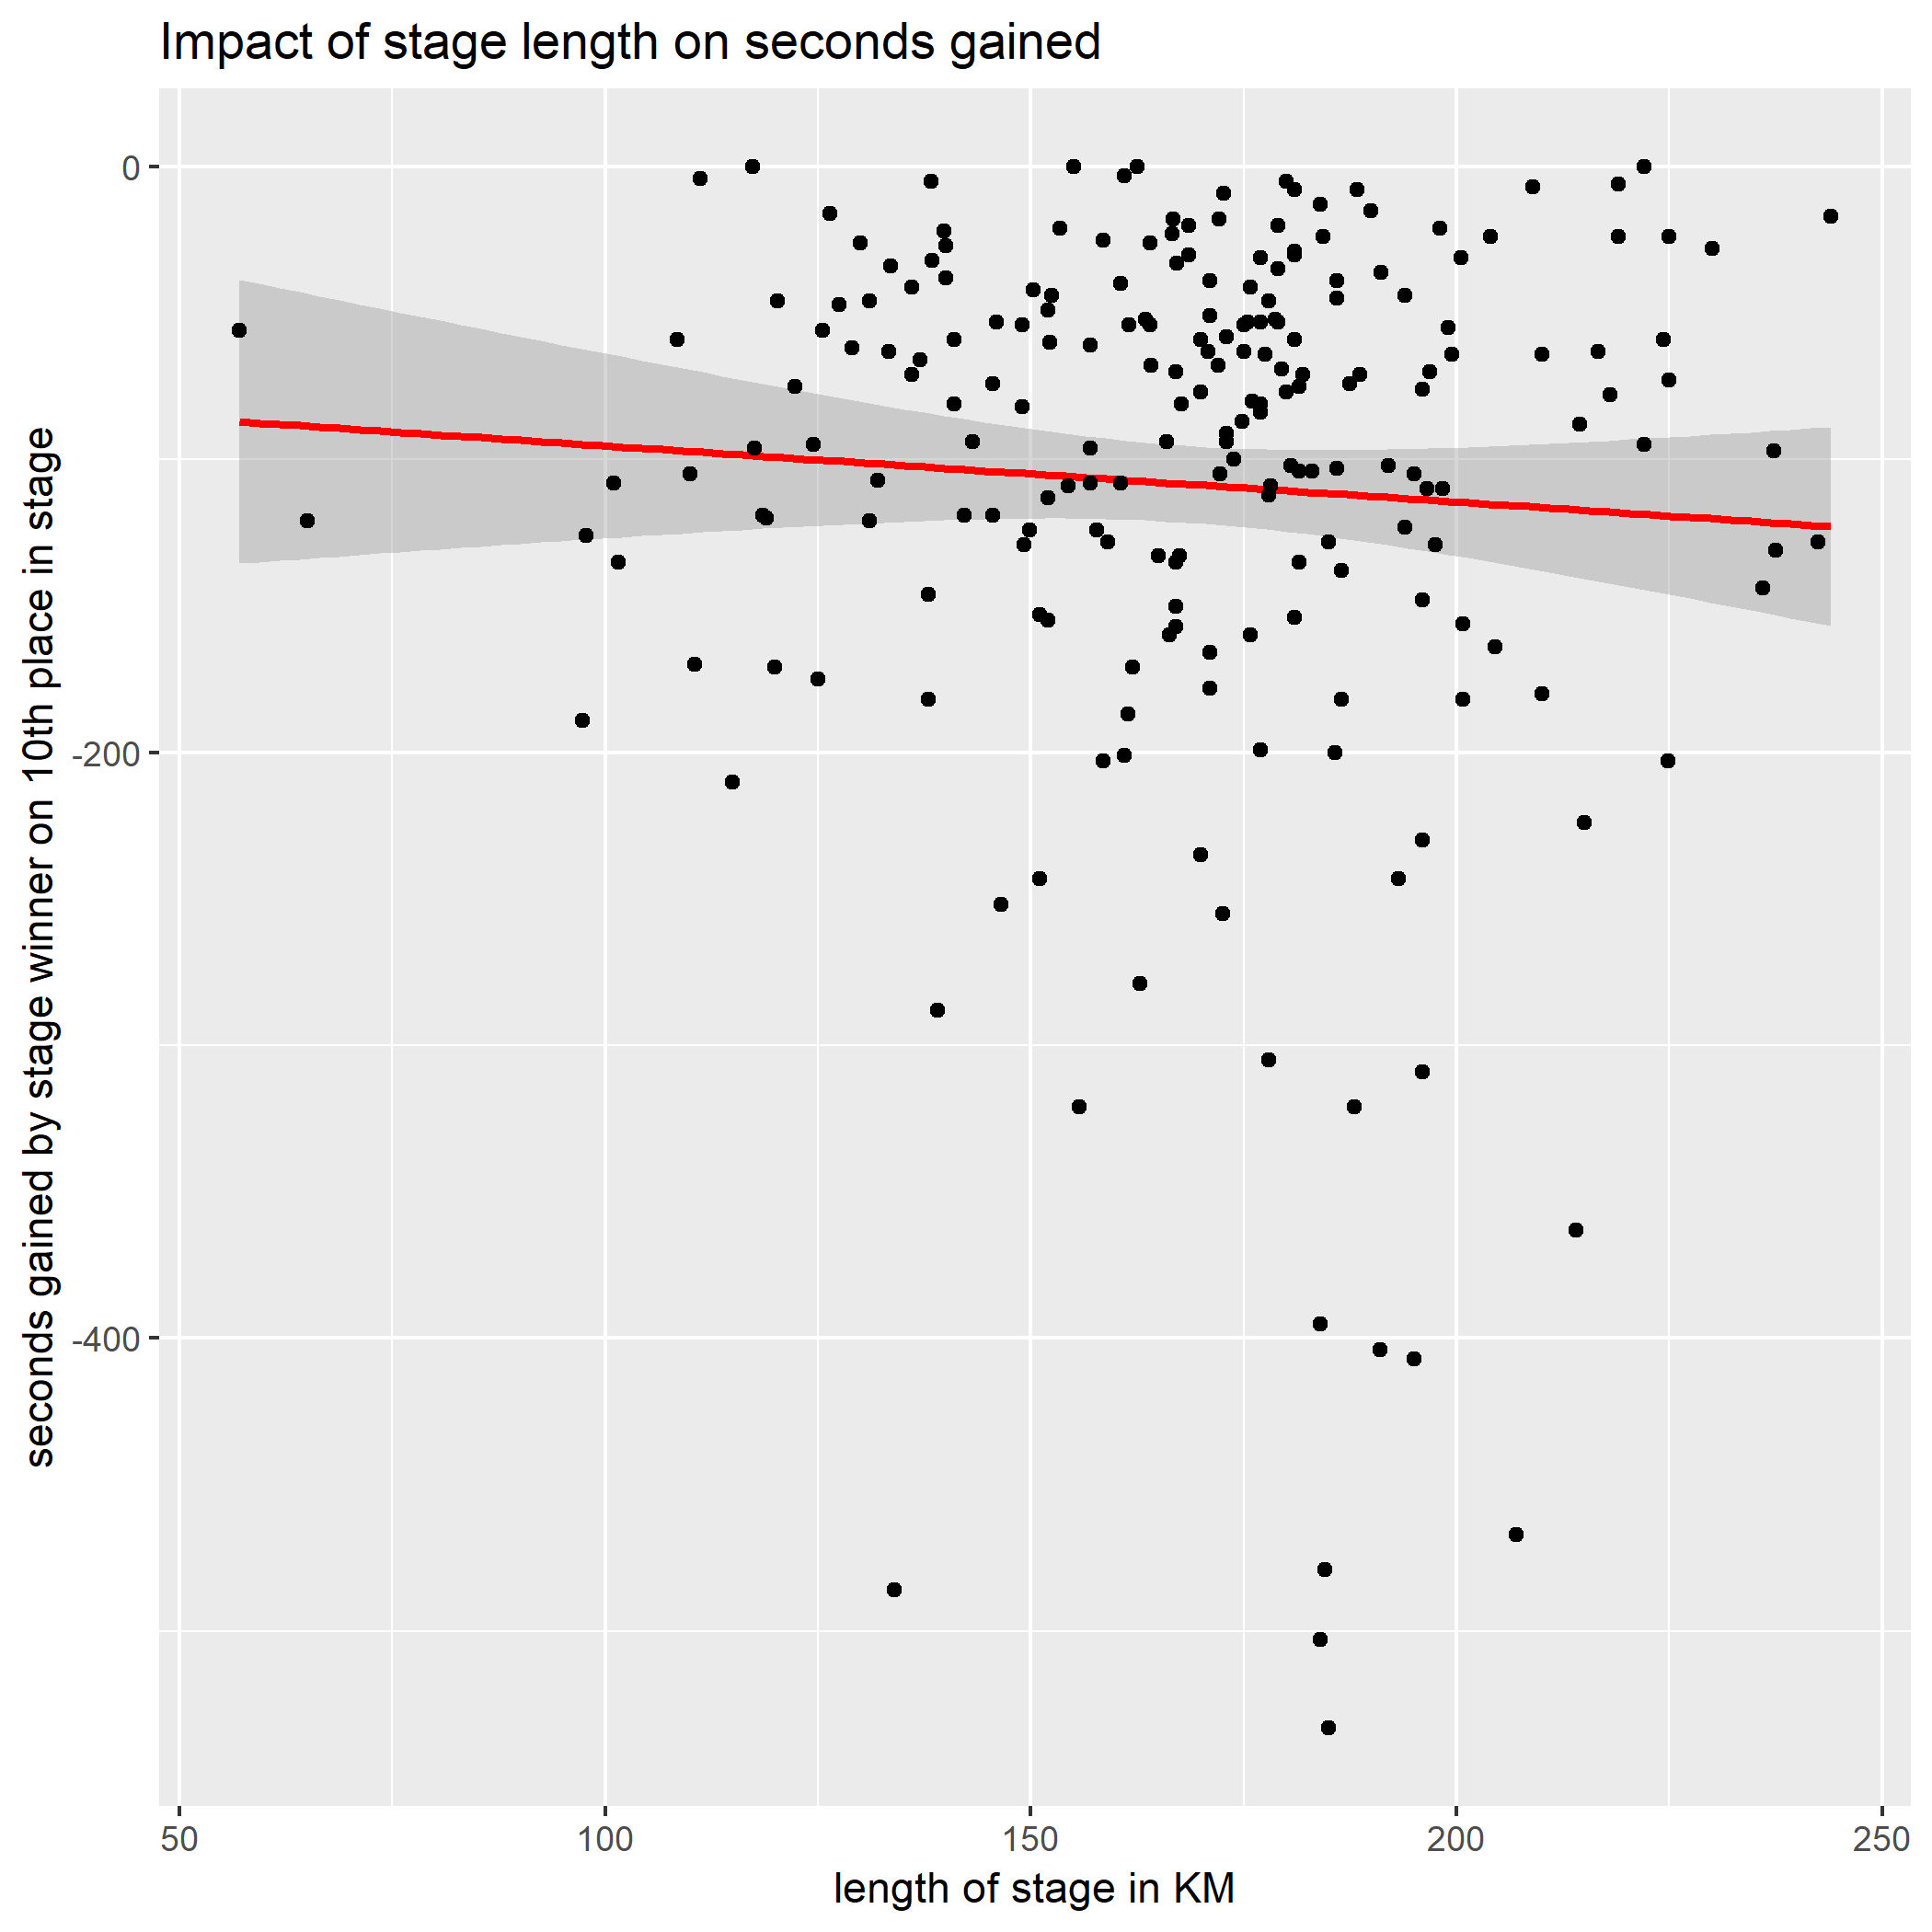 Impact of stage length on seconds gained
seconds gained by stage winner on 10th place in stage
0
-200
-400
50
100
150
200
250
length of stage in KM